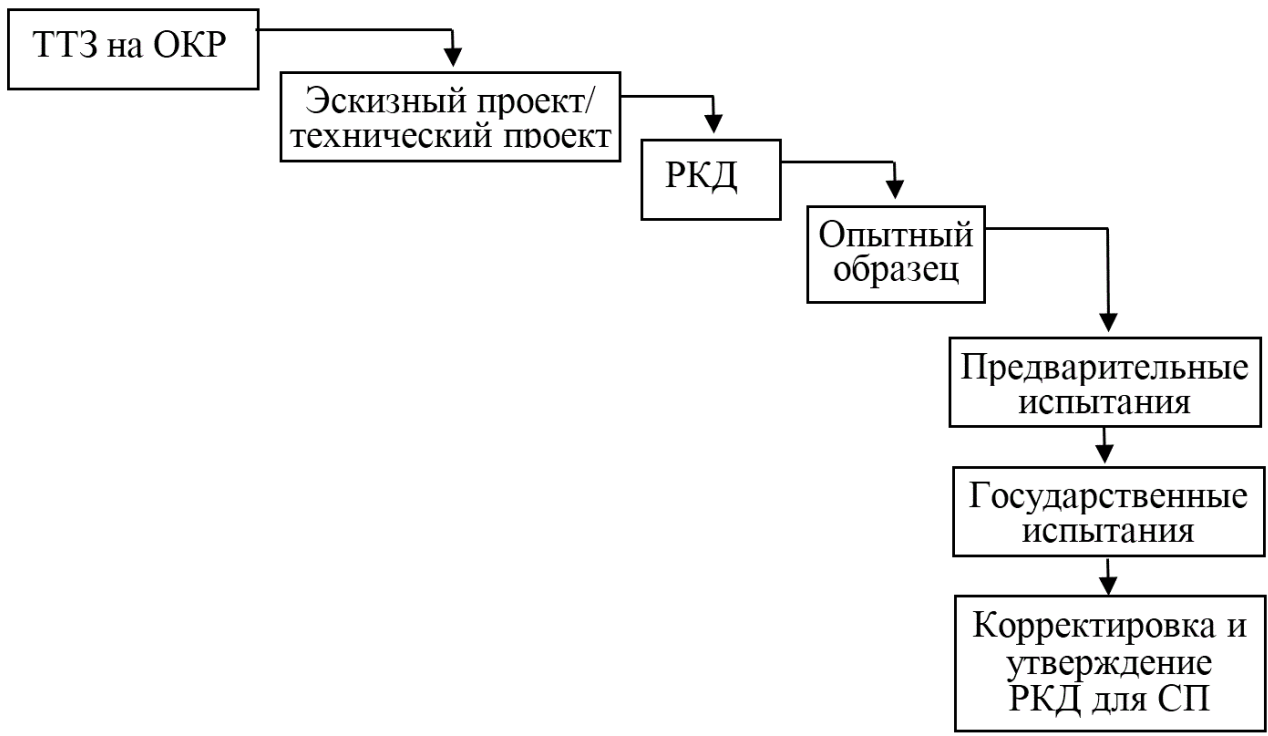 ТТЗ на ОКР
Эскизный проект/
технический проект
РКД
Опытный
образец
Предварительные
испытания
Государственные
испытания
Корректировка и
утверждение
РКД для СП